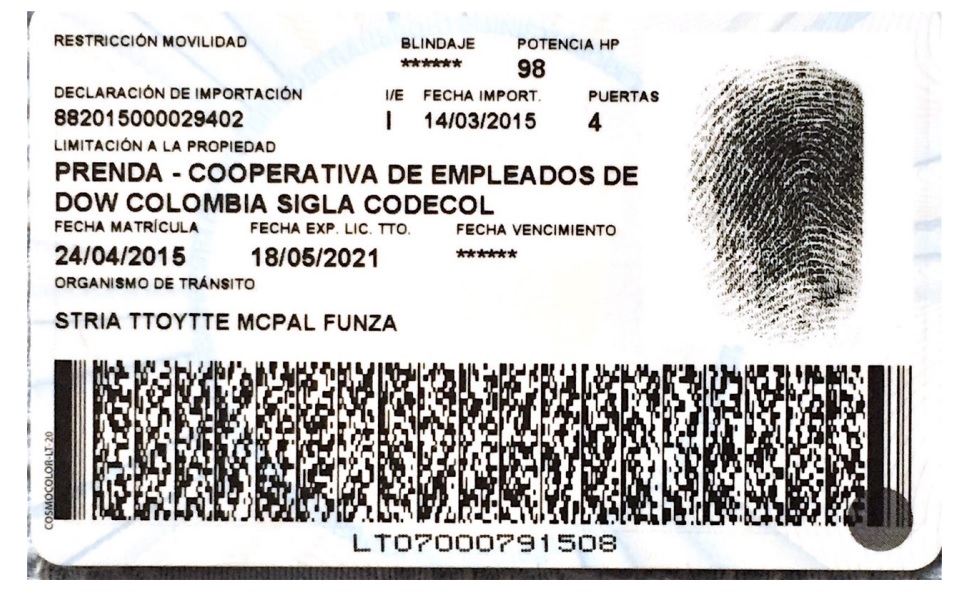 RESTRICCIÓN MOVILIDAD BLINDAJE POTENCIA HP
****** 98
DECLARACIÓN DE IMPORTACIÓN I/E FECHA IMPORT. PUERTAS
882015000029402 I 14/03/2015 4
LIMITACIÓN A LA PROPIEDAD
PRENDA - COOPERATIVA DE EMPLEADOS DE
DOW COLOMBIA SIGLA CODECOL
FECHA MATRÍCULA FECHA EXP. LIC. TTO. FECHA VENCIMIENTO
24/04/2015 18/05/2021 ******
ORGANISMO DE TRÁNSITO
STRIA TTOYTTE MCPAL FUNZA
COSMOCOLOR-LT 20
LT07000791508